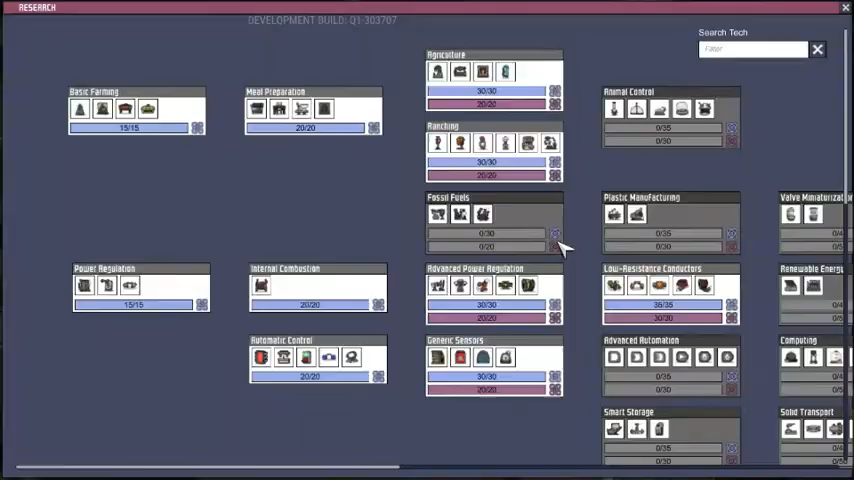 RESEARCH
DEVELOPMENT BUILD: Q1-303707
Search Tech
Filter
Agriculture
30/30
20/20
Basic Farming
15/15
Meal Preparation
20/20
Animal Control
0/35
0/30
Ranching
30/30
20/20
Fossil Fuels
0/30
0/20
Plastic Manufacturing
0/35
0/30
Valve Miniaturizat
Power Regulation
15/15
Internal Combustion
20/20
Advanced Power Regulation
30/30
20/20
Low-Resistance Conductors
35/35
30/30
Renewable Energy
Automatic Control
20/20
Generic Sensors
30/30
20/20
Advanced Automation
0/35
0/30
Computing
Smart Storage
0/35
0/30
Solid Transport